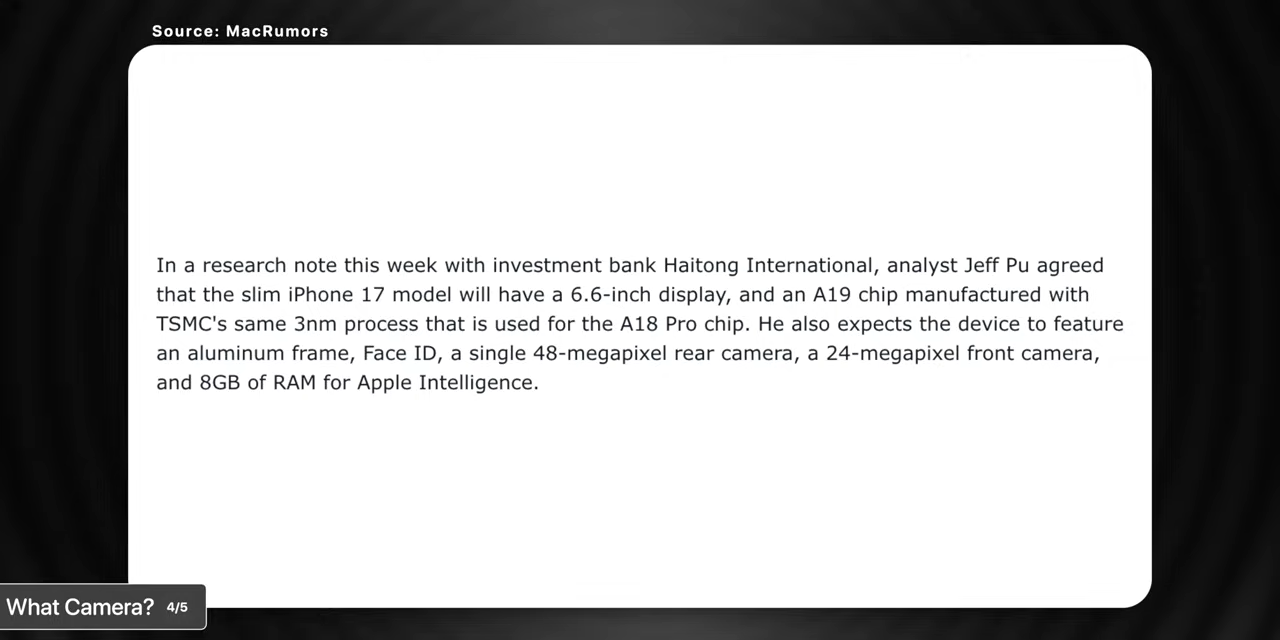 Source: MacRumors
In a research note this week with investment bank Haitong International, analyst Jeff Pu agreed
that the slim iPhone 17 model will have a 6.6-inch display, and an A19 chip manufactured with
TSMC's same 3nm process that is used for the A18 Pro chip. He also expects the device to feature
an aluminum frame, Face ID, a single 48-megapixel rear camera, a 24-megapixel front camera,
and 8GB of RAM for Apple Intelligence.
What Camera? 4/5